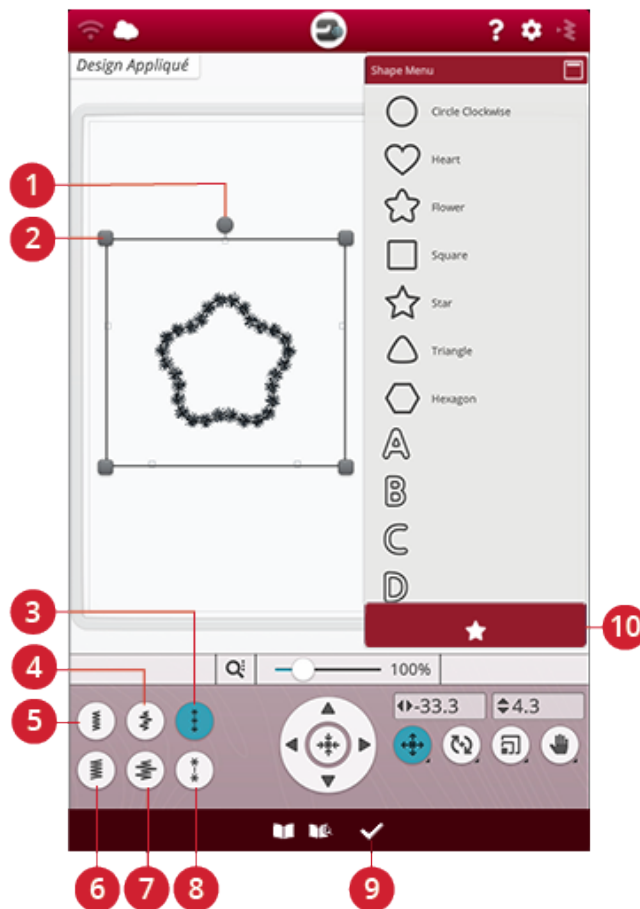 ?
Design Appliqué
Shape Menu
Circle Clockwise
Heart
Flower
Square
Star
Triangle
Hexagon
A
B
C
D
1
2
3
4
5
10
100%
-33.3
4.3
6
7
8
9